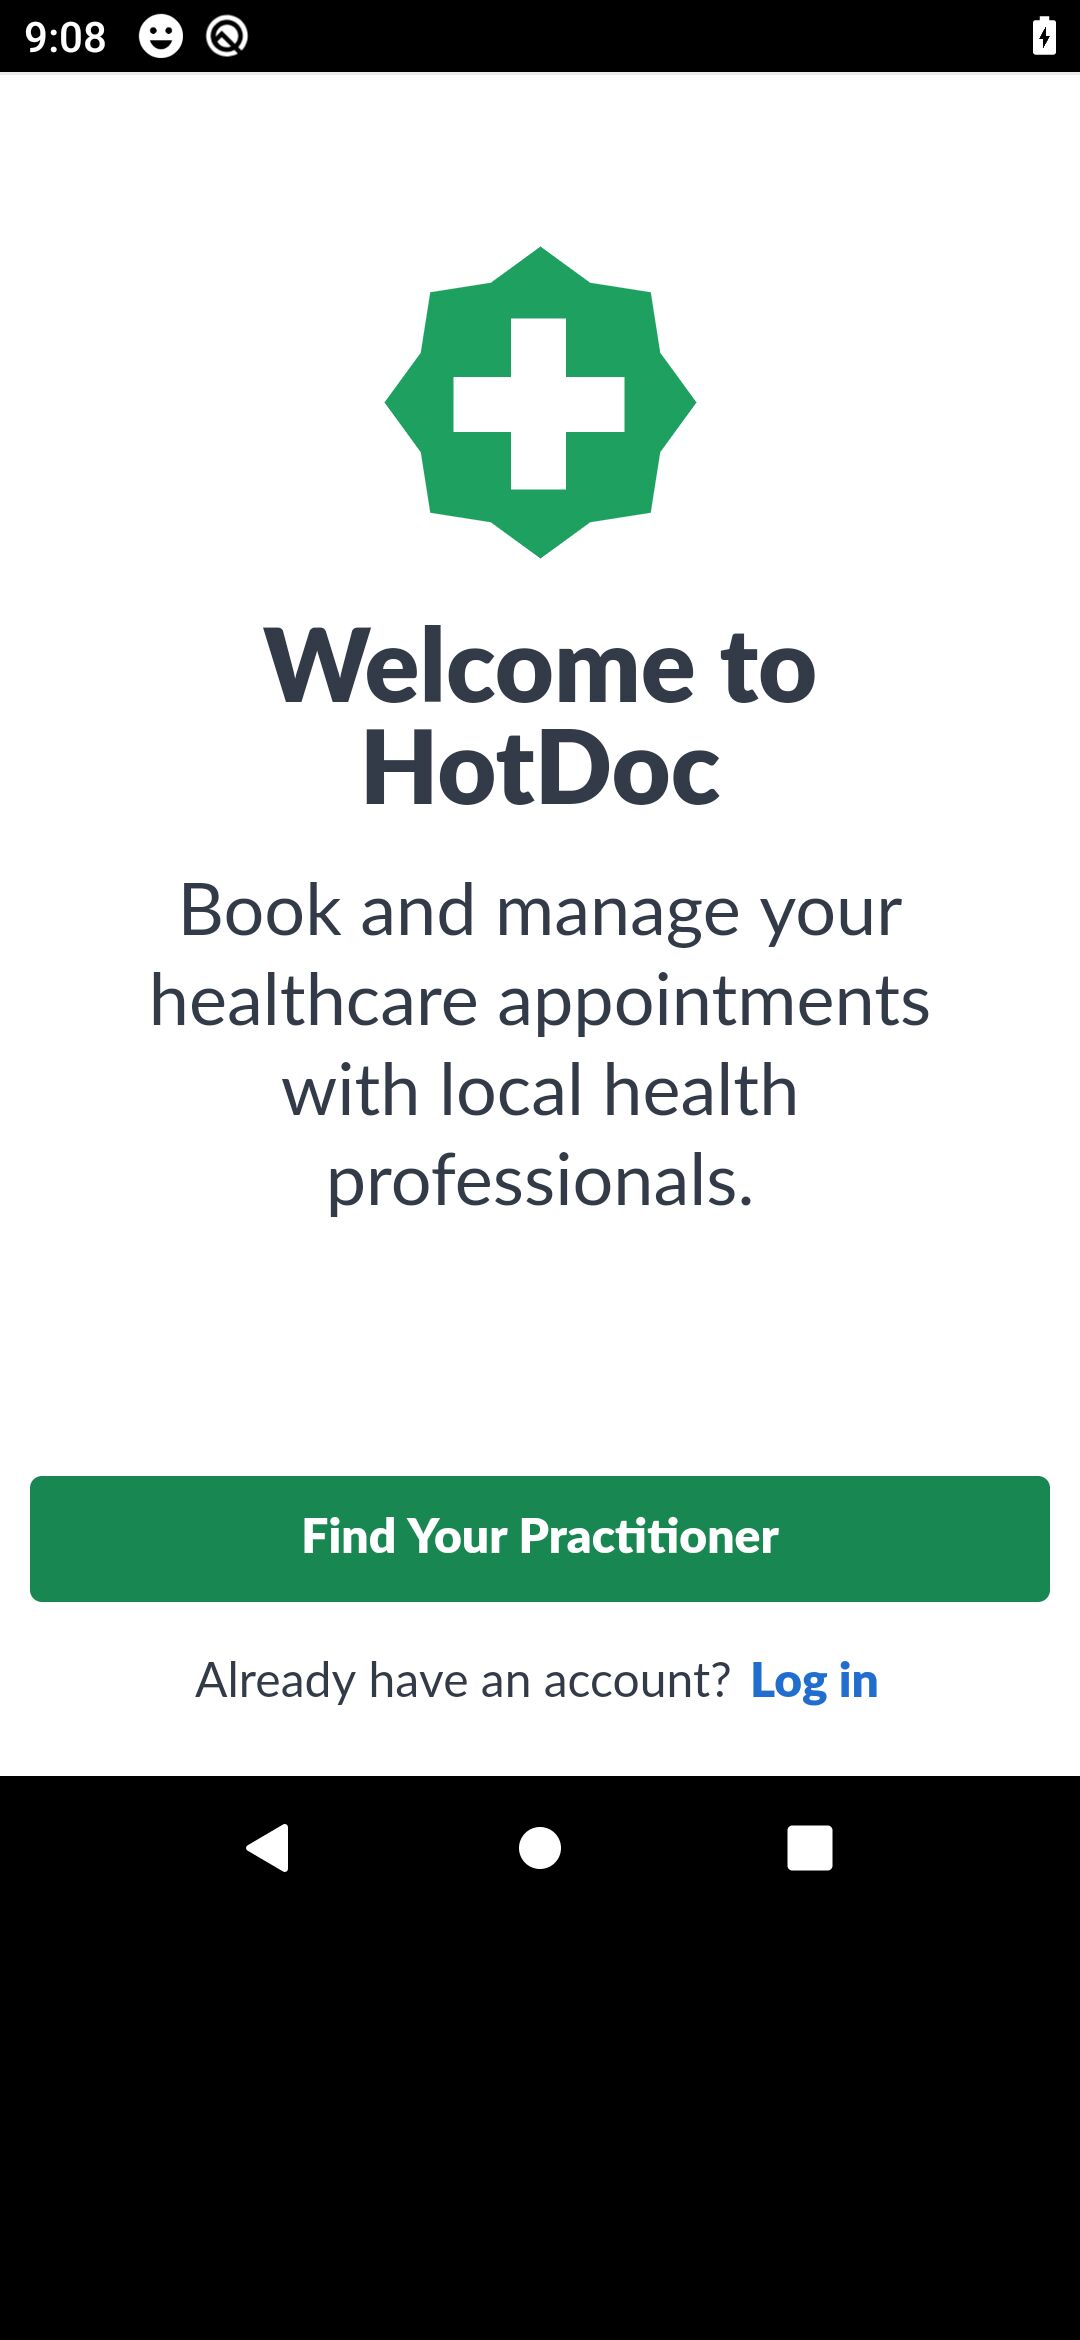 9:08
Welcome to
HotDoc
Book and manage your
healthcare appointments
with local health
professionals.
Find Your Practitioner
Already have an account? Log in